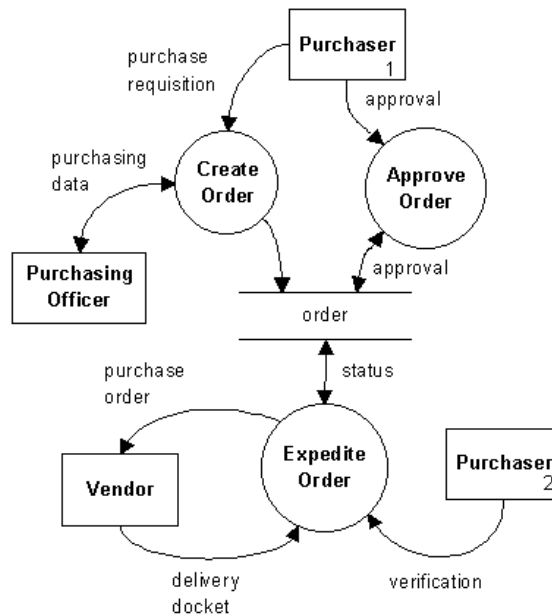 purchase
requisition
Purchaser
1
approval
purchasing
data
Create
Order
Approve
Order
Purchasing
Officer
approval
order
purchase
order
status
Vendor
Expedite
Order
Purchaser
2
delivery
docket
verification